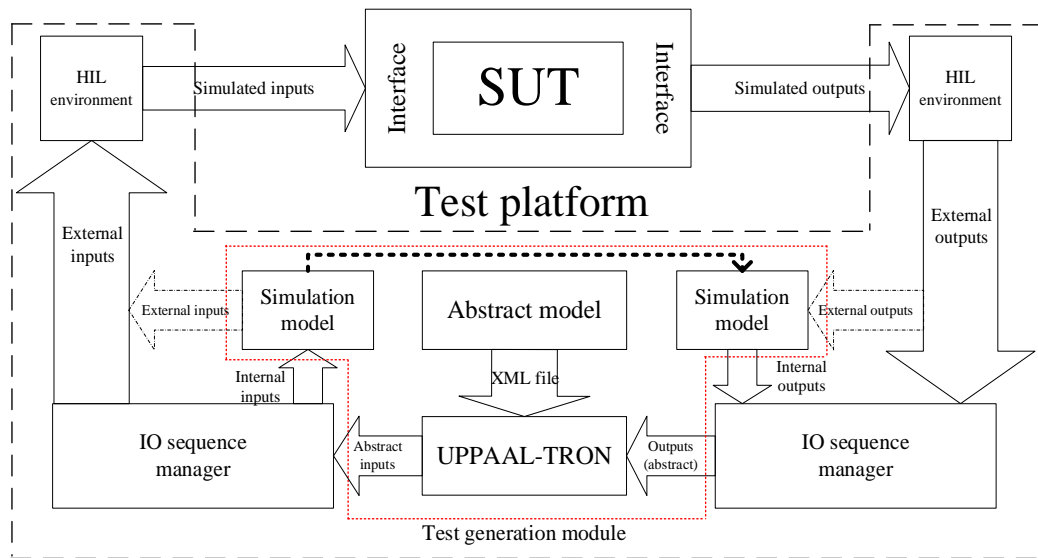 HIL
environment
Simulated inputs
Interface
SUT
Interface
Simulated outputs
HIL
environment
Test platform
External
inputs
External
outputs
External inputs
Simulation
model
Abstract model
Simulation
model
External outputs
Internal
inputs
XML file
Internal
outputs
IO sequence
manager
Abstract
inputs
UPPAAL-TRON
Outputs
(abstract)
IO sequence
manager
Test generation module